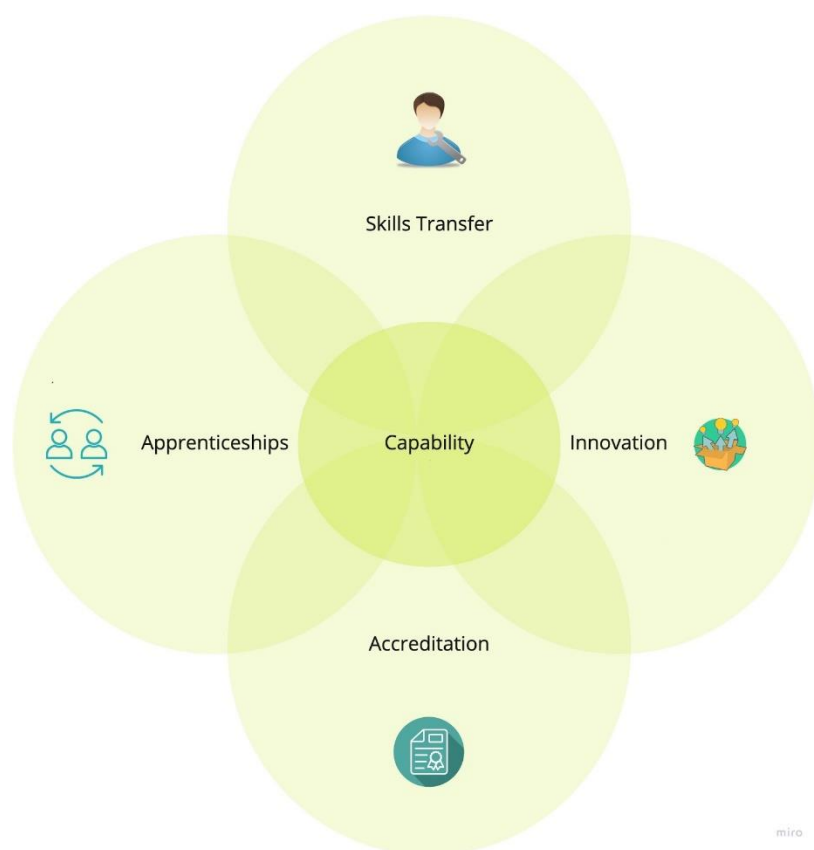 Skills Transfer
Apprenticeships
Capability
Innovation
Accreditation
miro